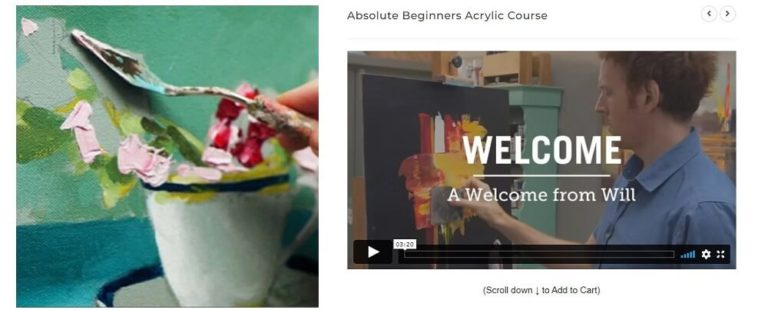 Absolute Beginners Acrylic Course
WELCOME
A Welcome from Will
03:20
(Scroll down ↓ to Add to Cart)